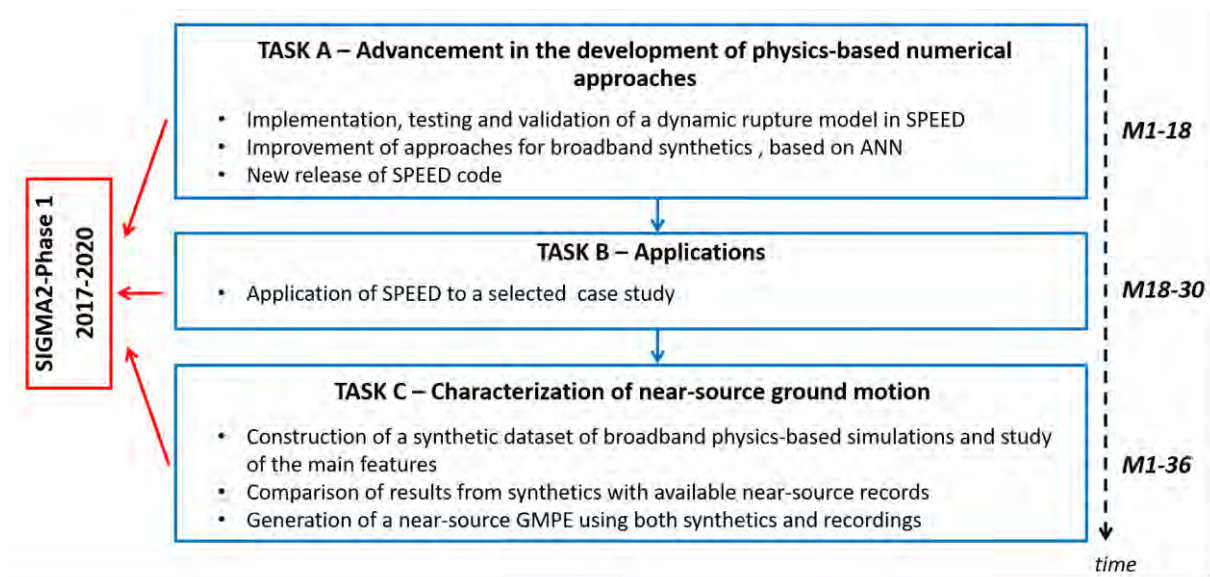 TASK A – Advancement in the development of physics-based numerical
approaches
• Implementation, testing and validation of a dynamic rupture model in SPEED
• Improvement of approaches for broadband synthetics , based on ANN
• New release of SPEED code
M1-18
SIGMA2-Phase 1
2017-2020
TASK B – Applications
• Application of SPEED to a selected case study
M18-30
TASK C – Characterization of near-source ground motion
• Construction of a synthetic dataset of broadband physics-based simulations and study
of the main features
• Comparison of results from synthetics with available near-source records
• Generation of a near-source GMPE using both synthetics and recordings
M1-36
time